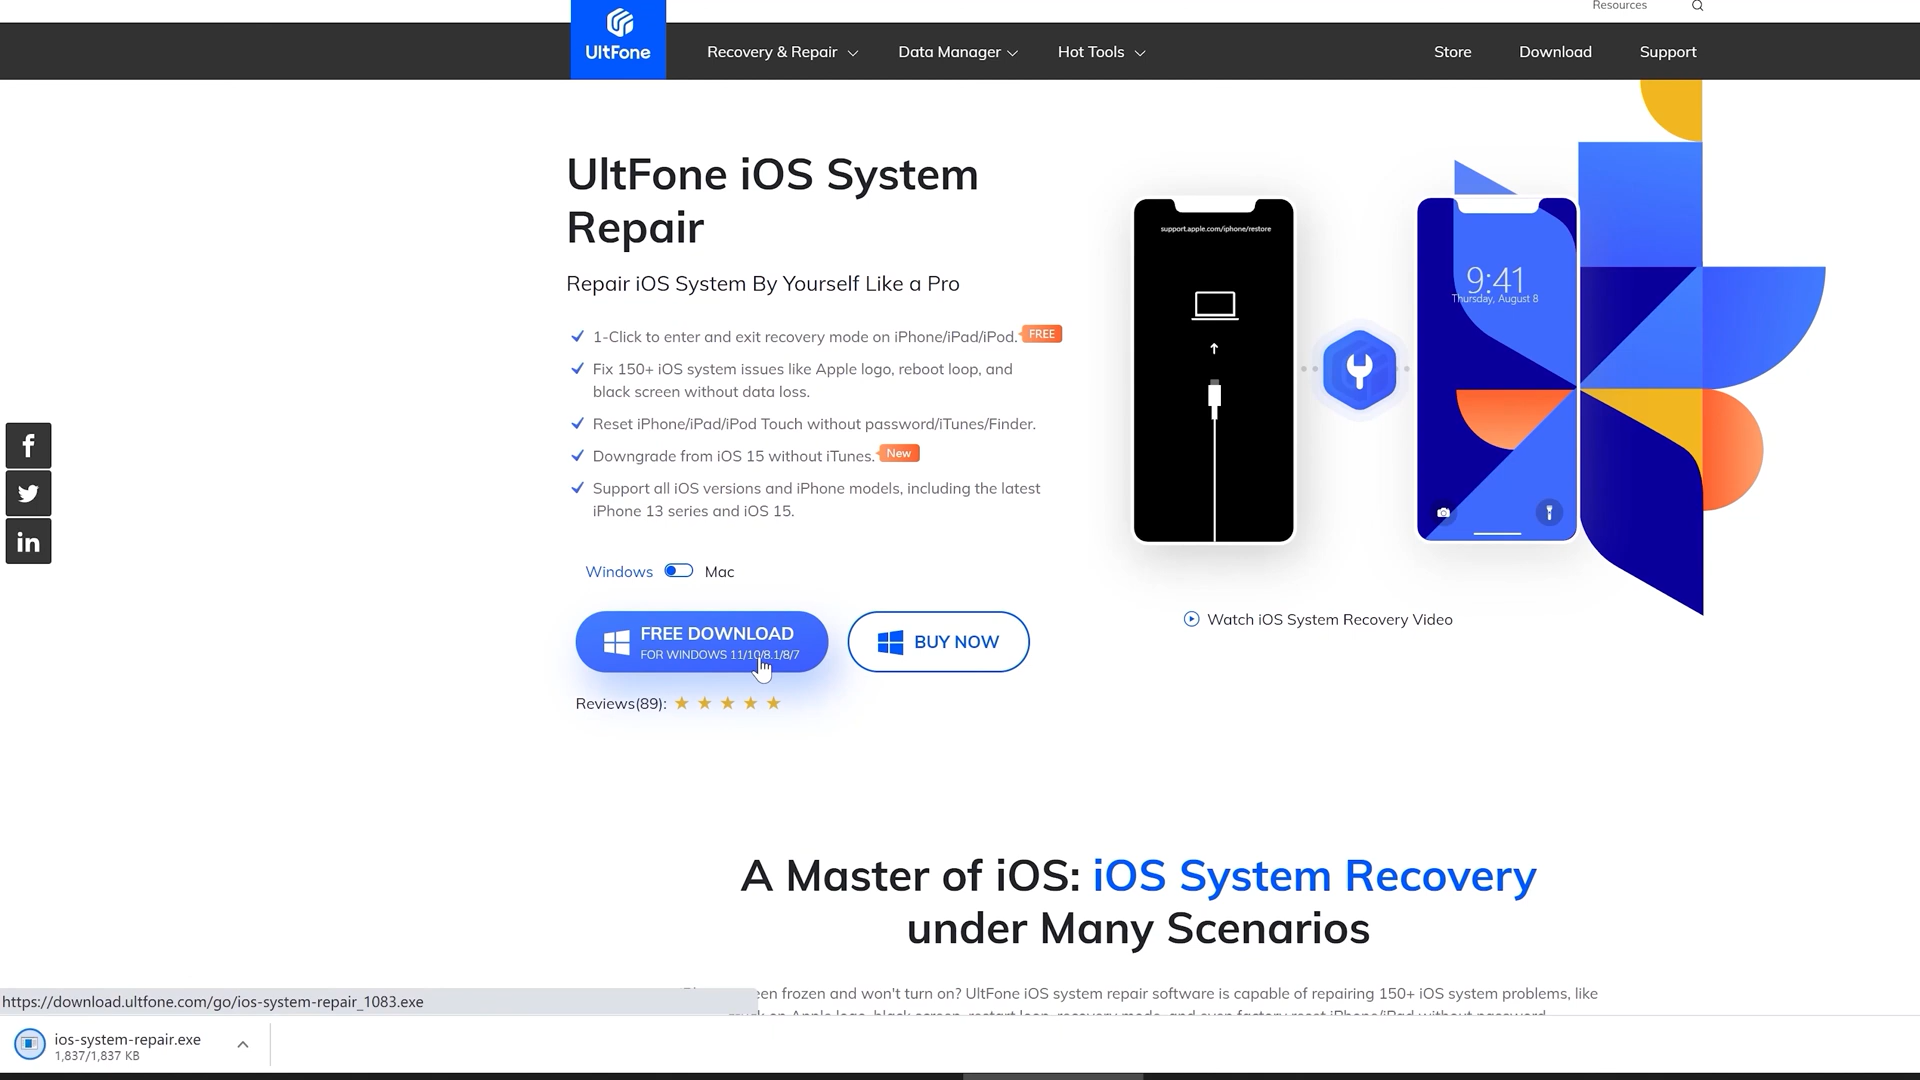 Resources
UltFone
Recovery & Repair
Data Manager
Hot Tools
Store
Download
Support
UltFone iOS System
Repair
Repair iOS System By Yourself Like a Pro
1-Click to enter and exit recovery mode on iPhone/iPad/iPod. FREE
Fix 150+ iOS system issues like Apple logo, reboot loop, and
black screen without data loss.
Reset iPhone/iPad/iPod Touch without password/iTunes/Finder.
Downgrade from iOS 15 without iTunes. New
Support all iOS versions and iPhone models, including the latest
iPhone 13 series and iOS 15.
Windows
Mac
FREE DOWNLOAD
FOR WINDOWS 11/10/8.1/8/7
BUY NOW
Reviews(89):
support.apple.com/iphone/restore
9:41
Thursday, August 8
Watch iOS System Recovery Video
A Master of iOS: iOS System Recovery
under Many Scenarios
frozen and won't turn on? UltFone iOS system repair software is capable of repairing 150+ iOS system problems, like
https://download.ultfone.com/go/ios-system-repair_1083.exe
ios-system-repair.exe
1,837/1,837 KB